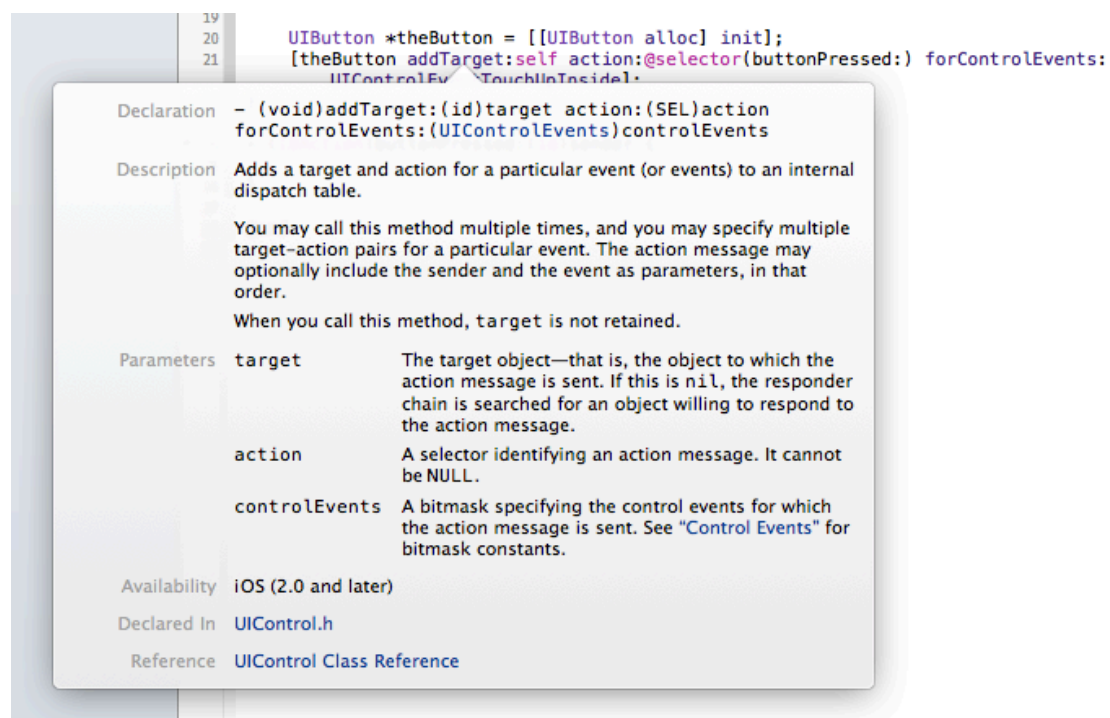 19
20 UIButton *theButton = [[UIButton alloc] init];
21 [theButton addTarget:self action:@selector(buttonPressed:) forControlEvents:
Declaration – (void)addTarget:(id)target action:(SEL)action
forControlEvents:(UIControlEvents)controlEvents
Description Adds a target and action for a particular event (or events) to an internal
dispatch table.
You may call this method multiple times, and you may specify multiple
target–action pairs for a particular event. The action message may
optionally include the sender and the event as parameters, in that
order.
When you call this method, target is not retained.
Parameters target The target object—that is, the object to which the
action message is sent. If this is nil, the responder
chain is searched for an object willing to respond to
the action message.
action A selector identifying an action message. It cannot
be NULL.
controlEvents A bitmask specifying the control events for which
the action message is sent. See “Control Events” for
bitmask constants.
Availability iOS (2.0 and later)
Declared In UIControl.h
Reference UIControl Class Reference